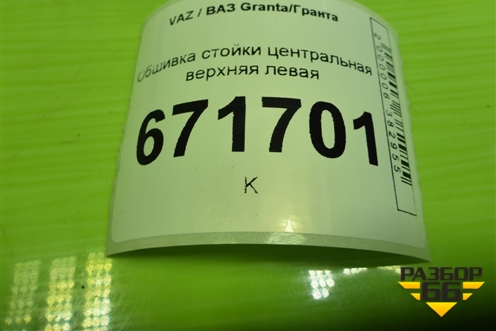 VAZ / ВАЗ Granta/Гранта
Обшивка стойки центральная
верхняя левая
671701
К
РАЗБОР
66